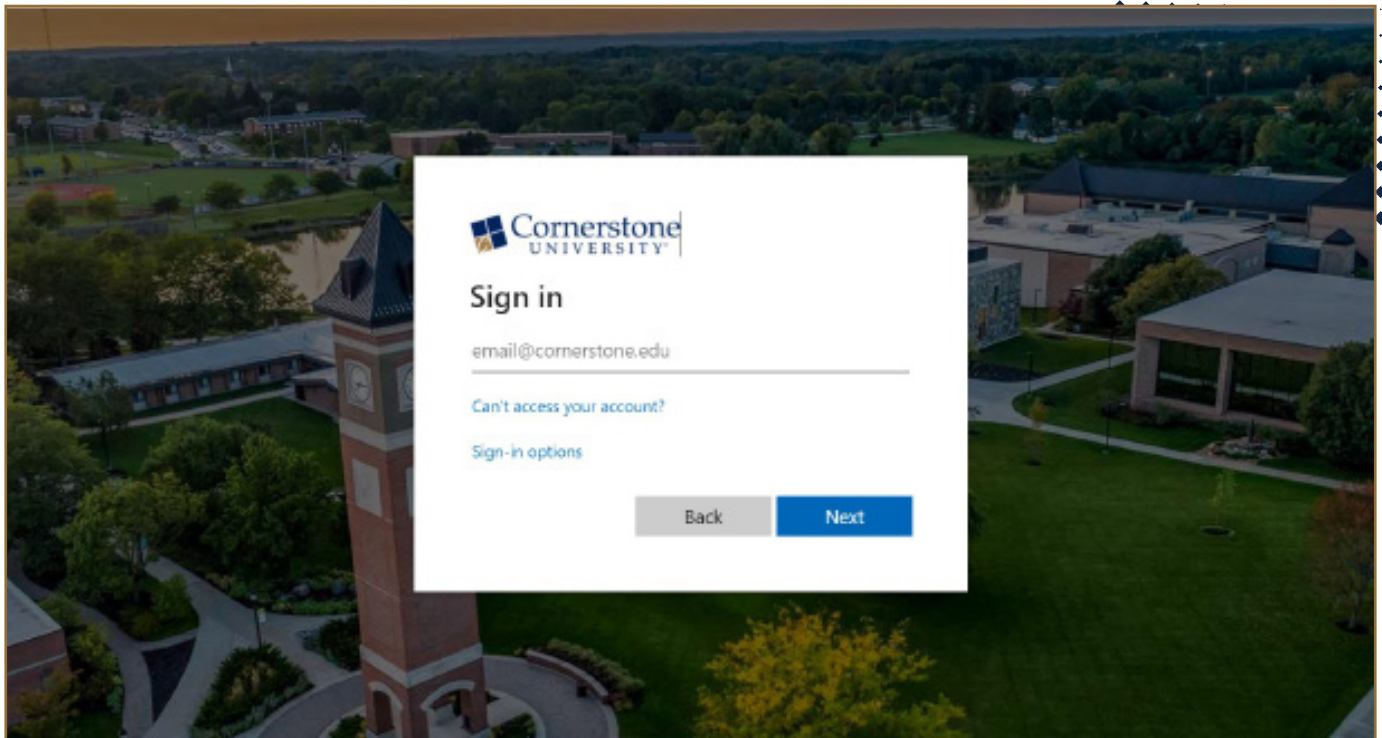 Cornerstone
UNIVERSITY
Sign in
email@cornerstone.edu
Can't access your account?
Sign-in options
Back Next